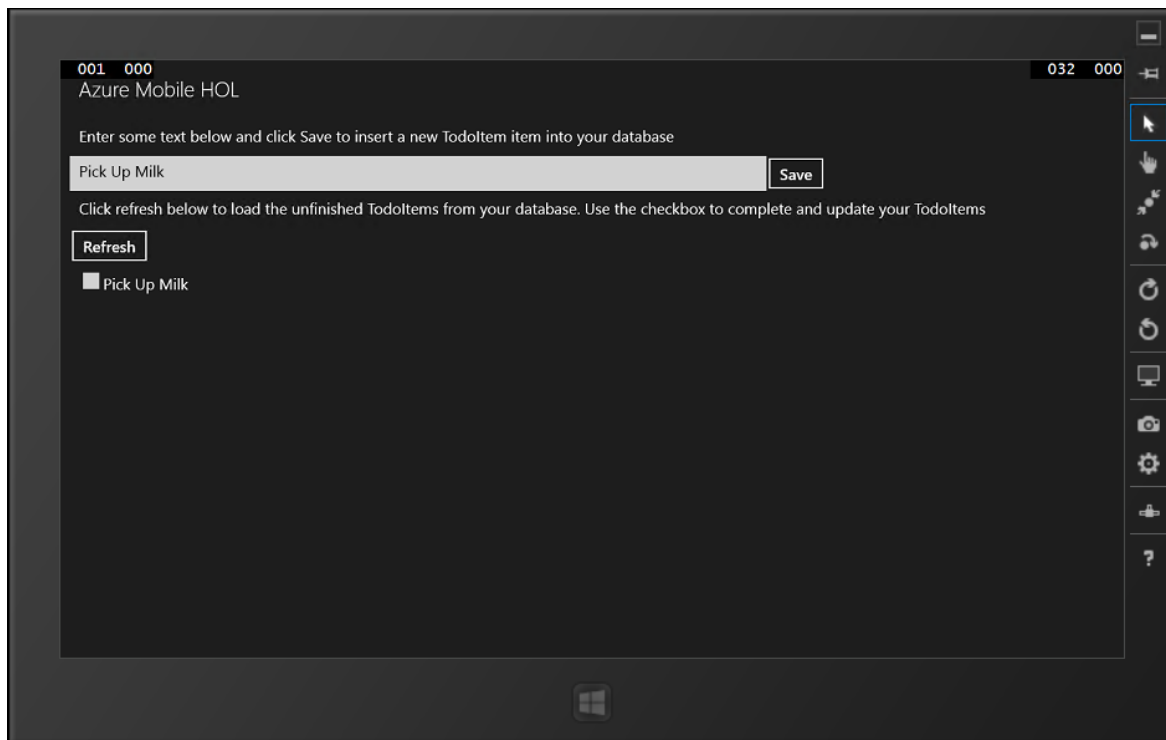 001 000 032 000
Azure Mobile HOL
Enter some text below and click Save to insert a new TodoItem item into your database
Pick Up Milk Save
Click refresh below to load the unfinished TodoItems from your database. Use the checkbox to complete and update your TodoItems
Refresh
Pick Up Milk
?